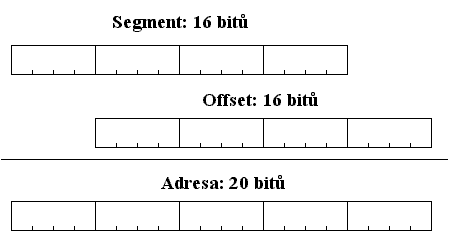 Segment: 16 bitů
Offset: 16 bitů
Adresa: 20 bitů